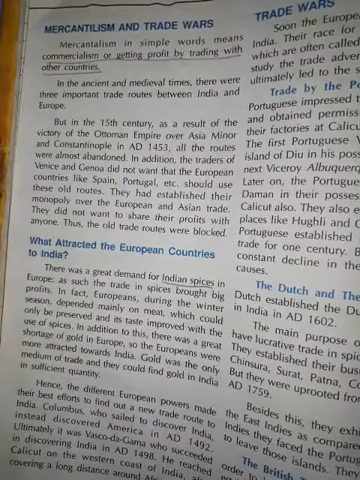 MERCANTILISM AND TRADE WARS
Mercantalism in simple words means
commercialism or getting profit by trading with
other countries.
In the ancient and medieval times, there were
three important trade routes between India and
Europe.
But in the 15th century, as a result of the
victory of the Ottoman Empire over Asia Minor
and Constantinople in AD 1453, all the routes
were almost abandoned. In addition, the traders of
Venice and Genoa did not want that the European
countries like Spain, Portugal, etc. should use
these old routes. They had established their
monopoly over the European and Asian trade.
They did not want to share their profits with
anyone. Thus, the old trade routes were blocked.
What Attracted the European Countries
to India?
There was a great demand for Indian spices in
Europe; as such the trade in spices brought big
profits. In fact, Europeans, during the winter
season, depended mainly on meat, which could
only be preserved and its taste improved with the
use of spices. In addition to this, there was a great
shortage of gold in Europe, so the Europeans were
more attracted towards India. Gold was the only
medium of trade and they could find gold in India
in sufficient quantity.
Hence, the different European powers made
their best efforts to find out a new trade route to
India. Columbus, who sailed to discover India,
instead discovered America in AD 1492.
Ultimately it was Vasco-da-Gama who succeeded
in discovering India in AD 1498. He reached
Calicut on the western coast of India,
covering a long distance around
TRADE WARS
Soon the Europe
India. Their race for
which are often called
study the trade adver
ultimately led to the s
Trade by the Po
Portuguese impressed t
and obtained permiss
their factories at Calicu
The first Portuguese V
island of Diu in his poss
next Viceroy Albuquerq
Later on, the Portugue
Daman in their posses
Calicut also. They also e
places like Hughli and C
Portuguese established
trade for one century. B
constant decline in the
causes.
The Dutch and The
Dutch established the Du
in India in AD 1602.
The main purpose o
have lucrative trade in spic
They established their busi
Chinsura, Surat, Patna, Co
But they were uprooted from
AD 1759.
Besides this, they exhi
the East Indies as compare
Indies they faced the Portug
to leave those islands. They
The British T
order to